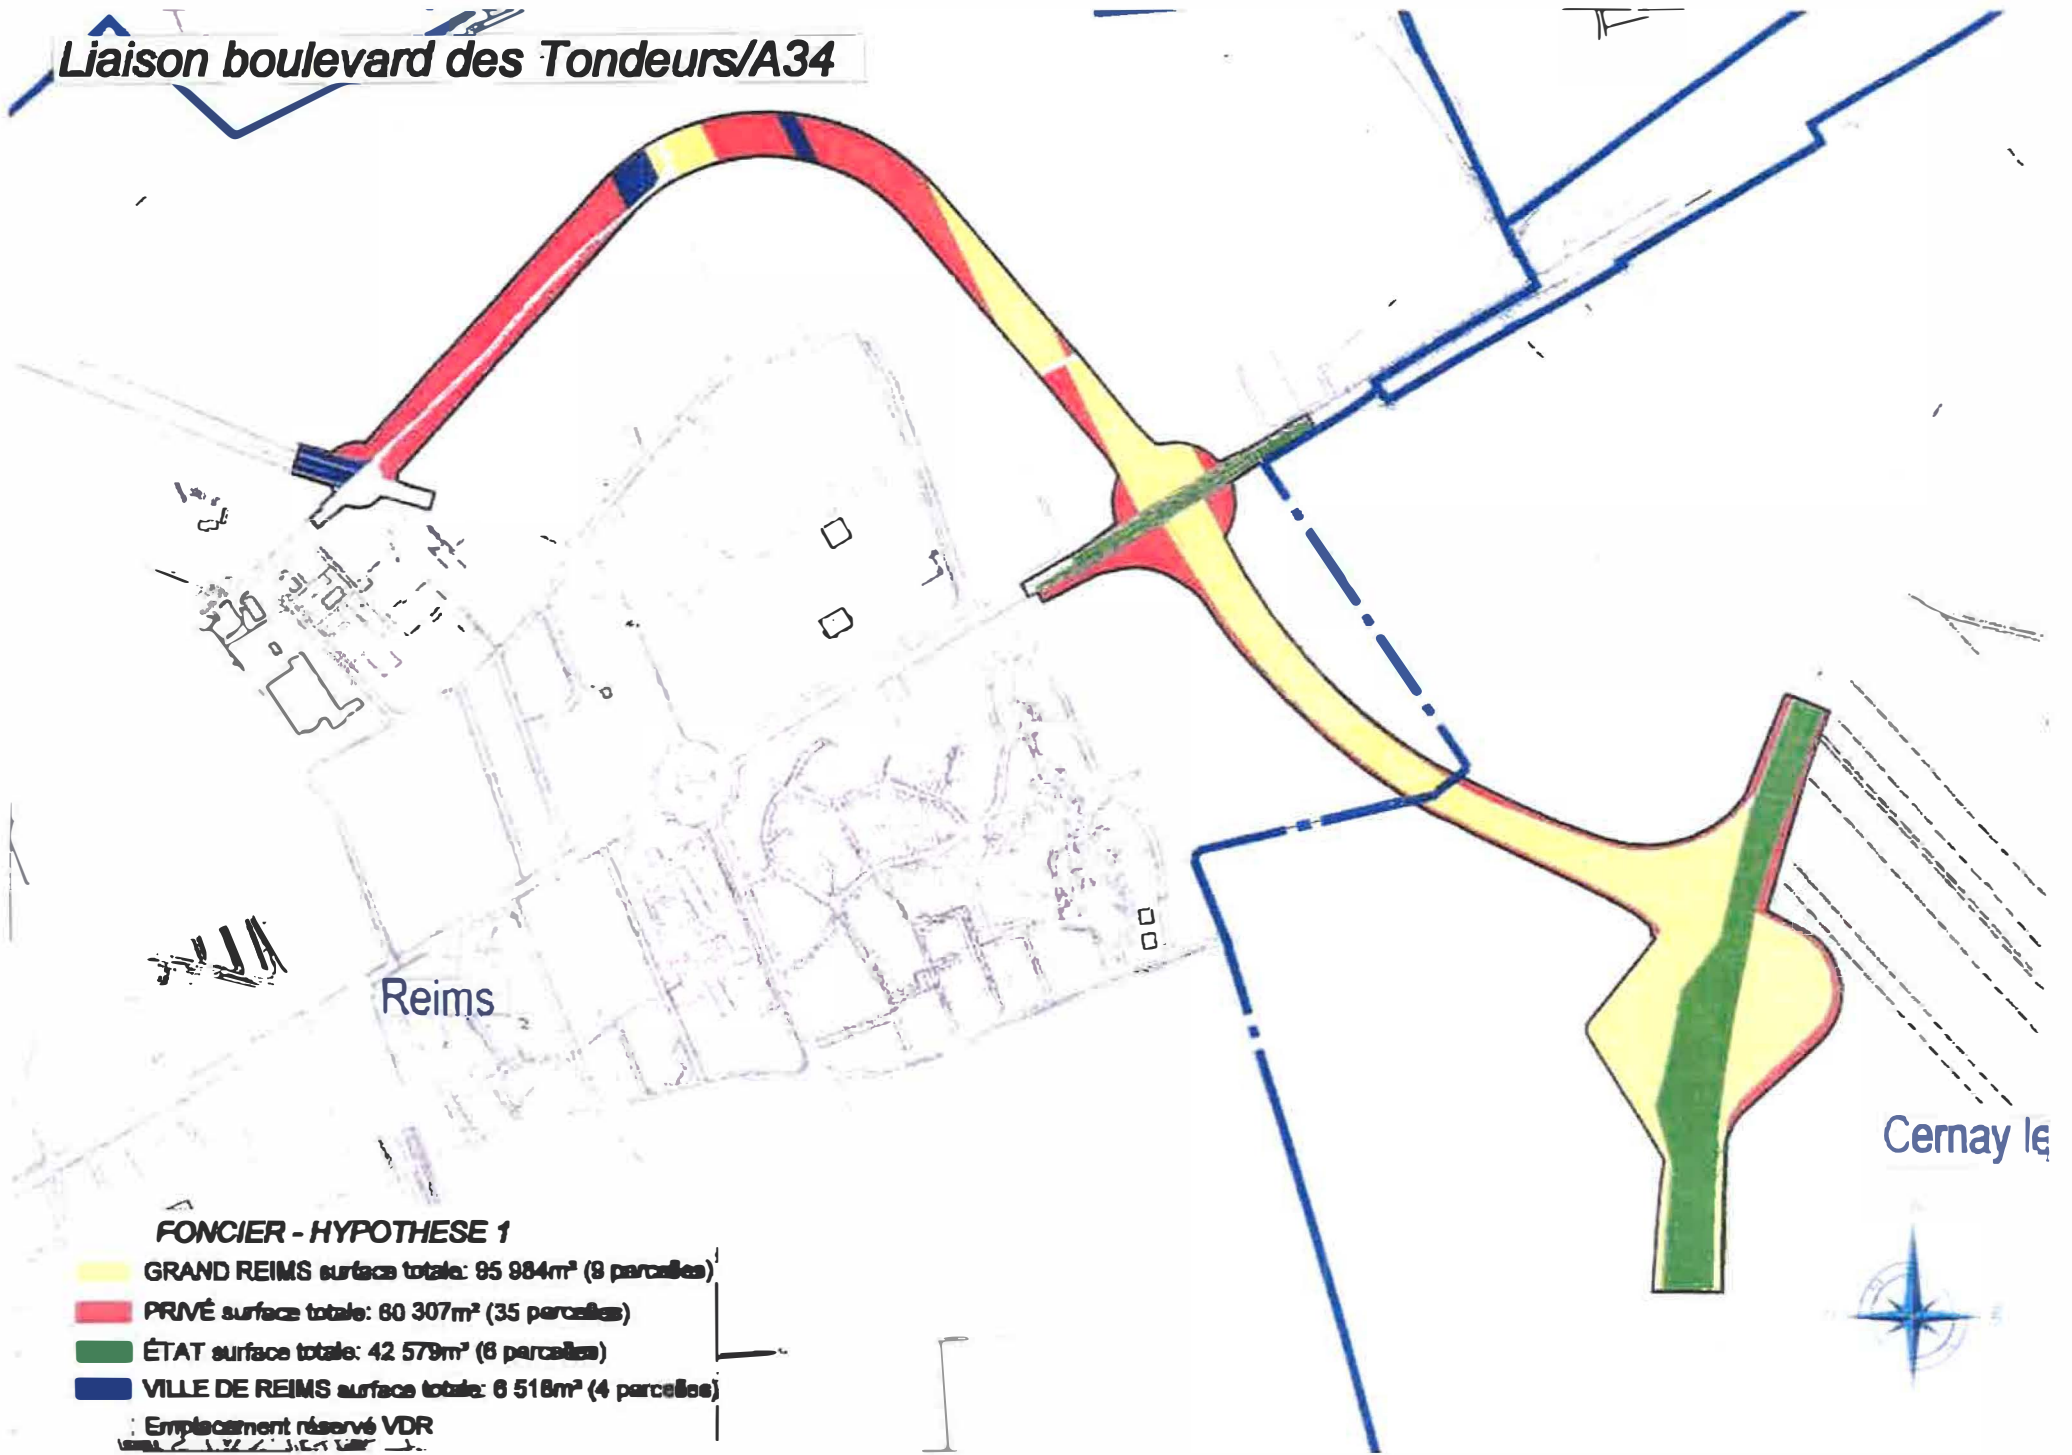 Liaison boulevard des Tondeurs/A34
Reims
Cernay le
FONCIER - HYPOTHESE 1
GRAND REIMS surface totale: 95 984m² (9 parcelles)
PRIVÉ surface totale: 60 307m² (35 parcelles)
ÉTAT surface totale: 42 579m² (6 parcelles)
VILLE DE REIMS surface totale: 6 516m² (4 parcelles)
Emplacement réservé VDR